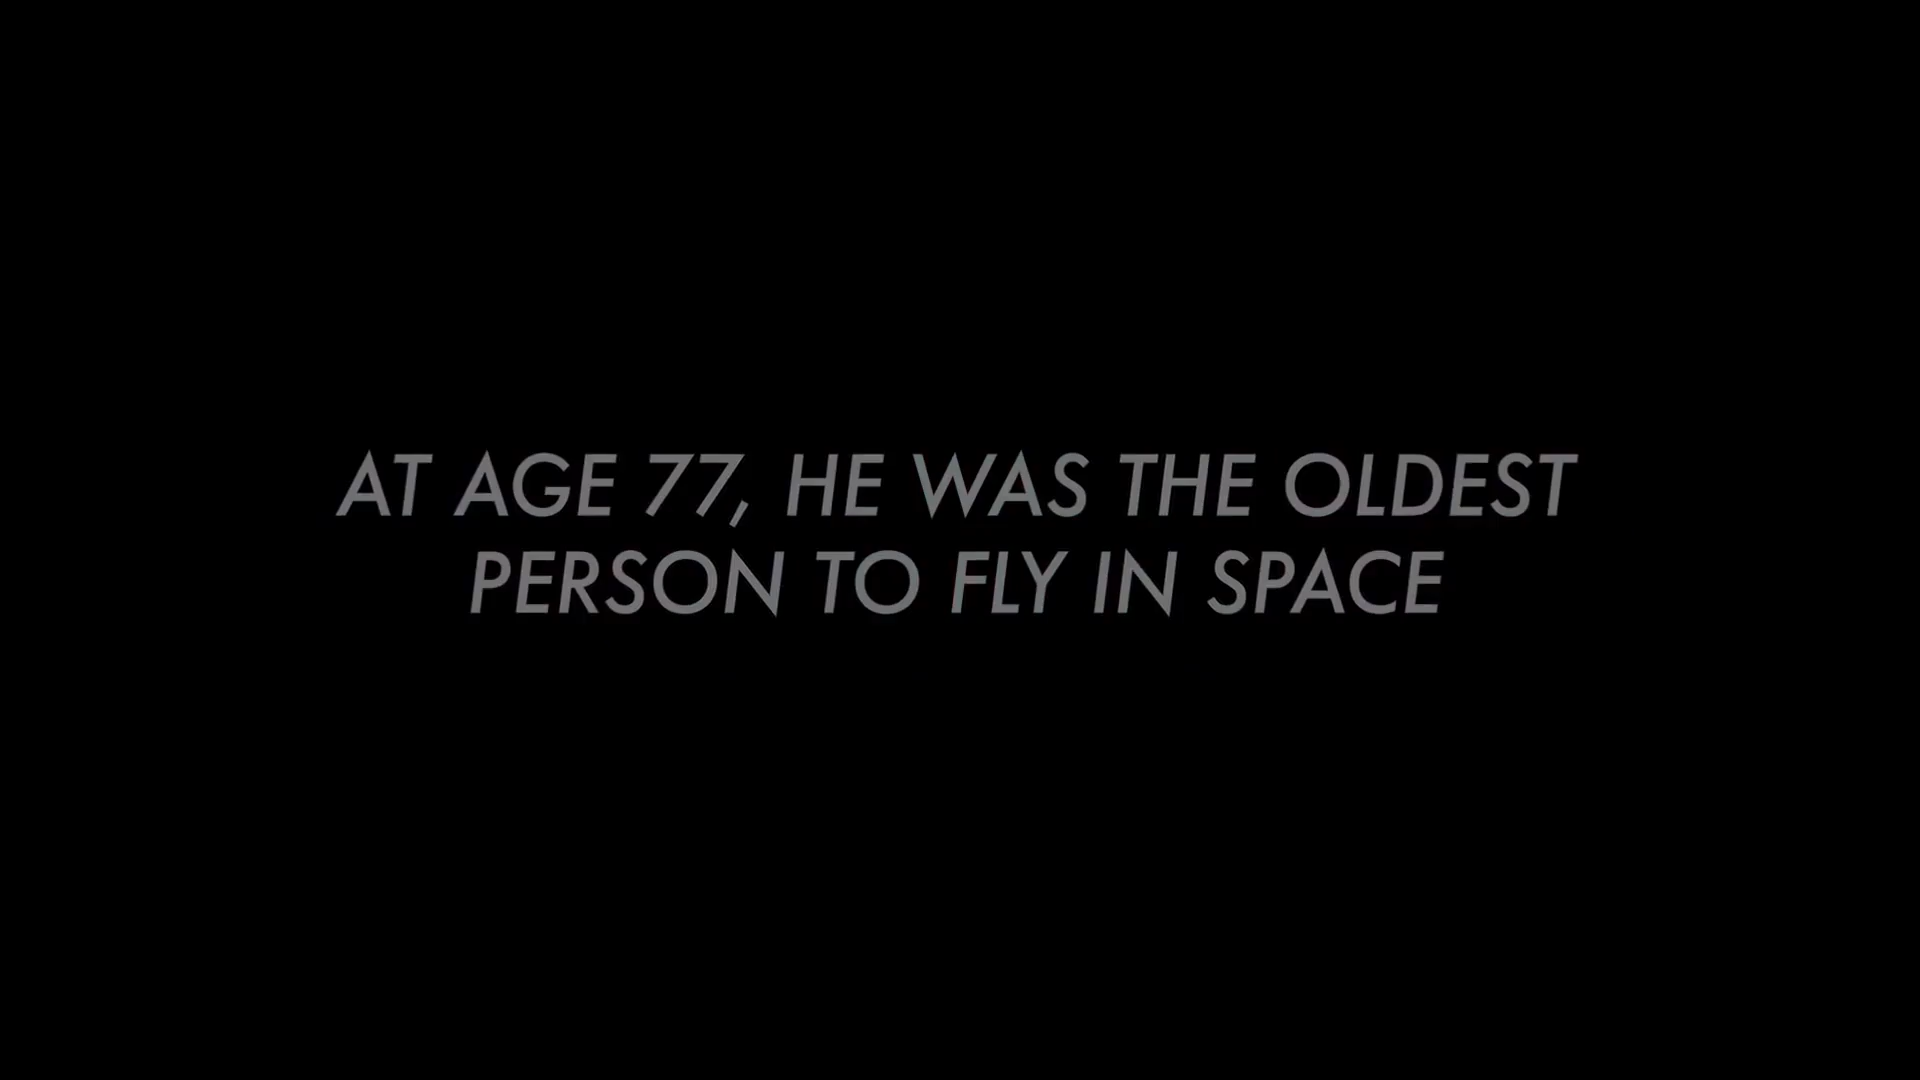 AT AGE 77, HE WAS THE OLDEST
PERSON TO FLY IN SPACE